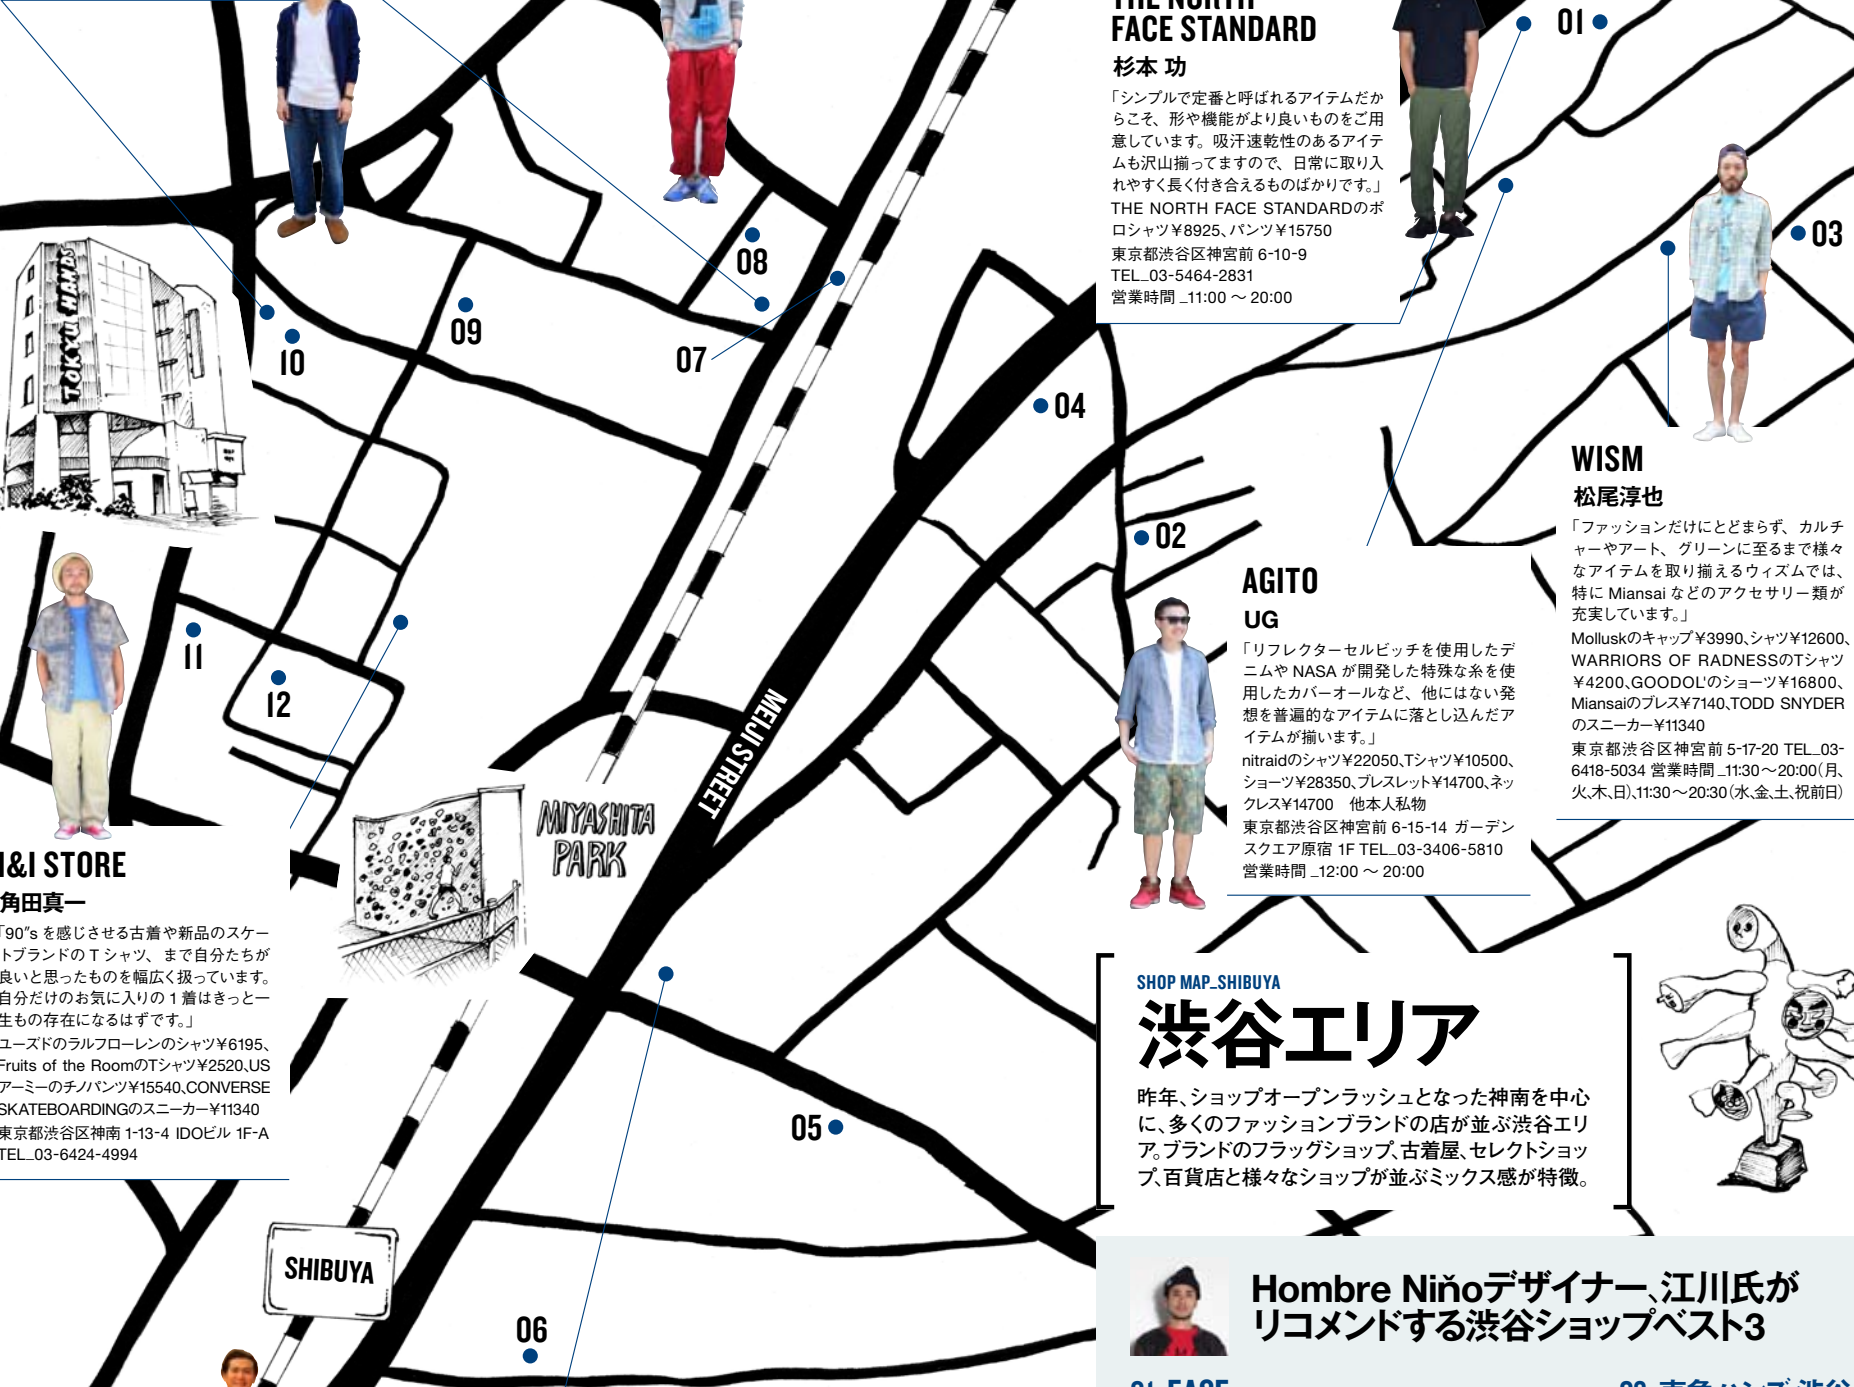 THE NORTH
FACE STANDARD
杉本 功
「シンプルで定番と呼ばれるアイテムだか
らこそ、形や機能がより良いものをご用
意しています。吸汗速乾性のあるアイテ
ムも沢山揃ってますので、日常に取り入
れやすく長く付き合えるものばかりです。」
THE NORTH FACE STANDARDのポ
ロシャツ¥8925、パンツ¥15750
東京都渋谷区神宮前 6-10-9
TEL_03-5464-2831
営業時間 _11:00 〜 20:00
01
03
08
09
10
07
04
02
11
12
05
06
TOKYU HANDS
WISM
松尾淳也
「ファッションだけにとどまらず、カルチ
ャーやアート、グリーンに至るまで様々
なアイテムを取り揃えるウィズムでは、
特に Miansai などのアクセサリー類が
充実しています。」
Molluskのキャップ¥3990、シャツ¥12600、
WARRIORS OF RADNESSのTシャツ
¥4200、GOODOL'のショーツ¥16800、
Miansaiのブレス¥7140、TODD SNYDER
のスニーカー¥11340
東京都渋谷区神宮前 5-17-20 TEL_03-
6418-5034 営業時間 _11:30〜20:00（月、
火、木、日）、11:30〜20:30（水、金、土、祝前日）
AGITO
UG
「リフレクターセルビッチを使用したデ
ニムや NASA が開発した特殊な糸を使
用したカバーオールなど、他にはない発
想を普遍的なアイテムに落とし込んだア
イテムが揃います。」
nitraidのシャツ¥22050、Tシャツ¥10500、
ショーツ¥28350、ブレスレット¥14700、ネッ
クレス¥14700　他本人私物
東京都渋谷区神宮前 6-15-14 ガーデン
スクエア原宿 1F TEL_03-3406-5810
営業時間 _12:00 〜 20:00
MEIJI STREET
MIYASHITA
PARK
I&I STORE
角田真一
「90"s を感じさせる古着や新品のスケー
トブランドの T シャツ、まで自分たちが
良いと思ったものを幅広く扱っています。
自分だけのお気に入りの 1 着はきっと一
生もの存在になるはずです。」
ユーズドのラルフローレンのシャツ¥6195、
Fruits of the RoomのTシャツ¥2520、US
アーミーのチノパンツ¥15540、CONVERSE
SKATEBOARDINGのスニーカー¥11340
東京都渋谷区神南 1-13-4 IDOビル 1F-A
TEL_03-6424-4994
SHIBUYA
SHOP MAP_SHIBUYA
渋谷エリア
昨年、ショップオープンラッシュとなった神南を中心
に、多くのファッションブランドの店が並ぶ渋谷エリ
ア。ブランドのフラッグショップ、古着屋、セレクトショッ
プ、百貨店と様々なショップが並ぶミックス感が特徴。
Hombre Niňoデザイナー、江川氏が
リコメンドする渋谷ショップベスト3